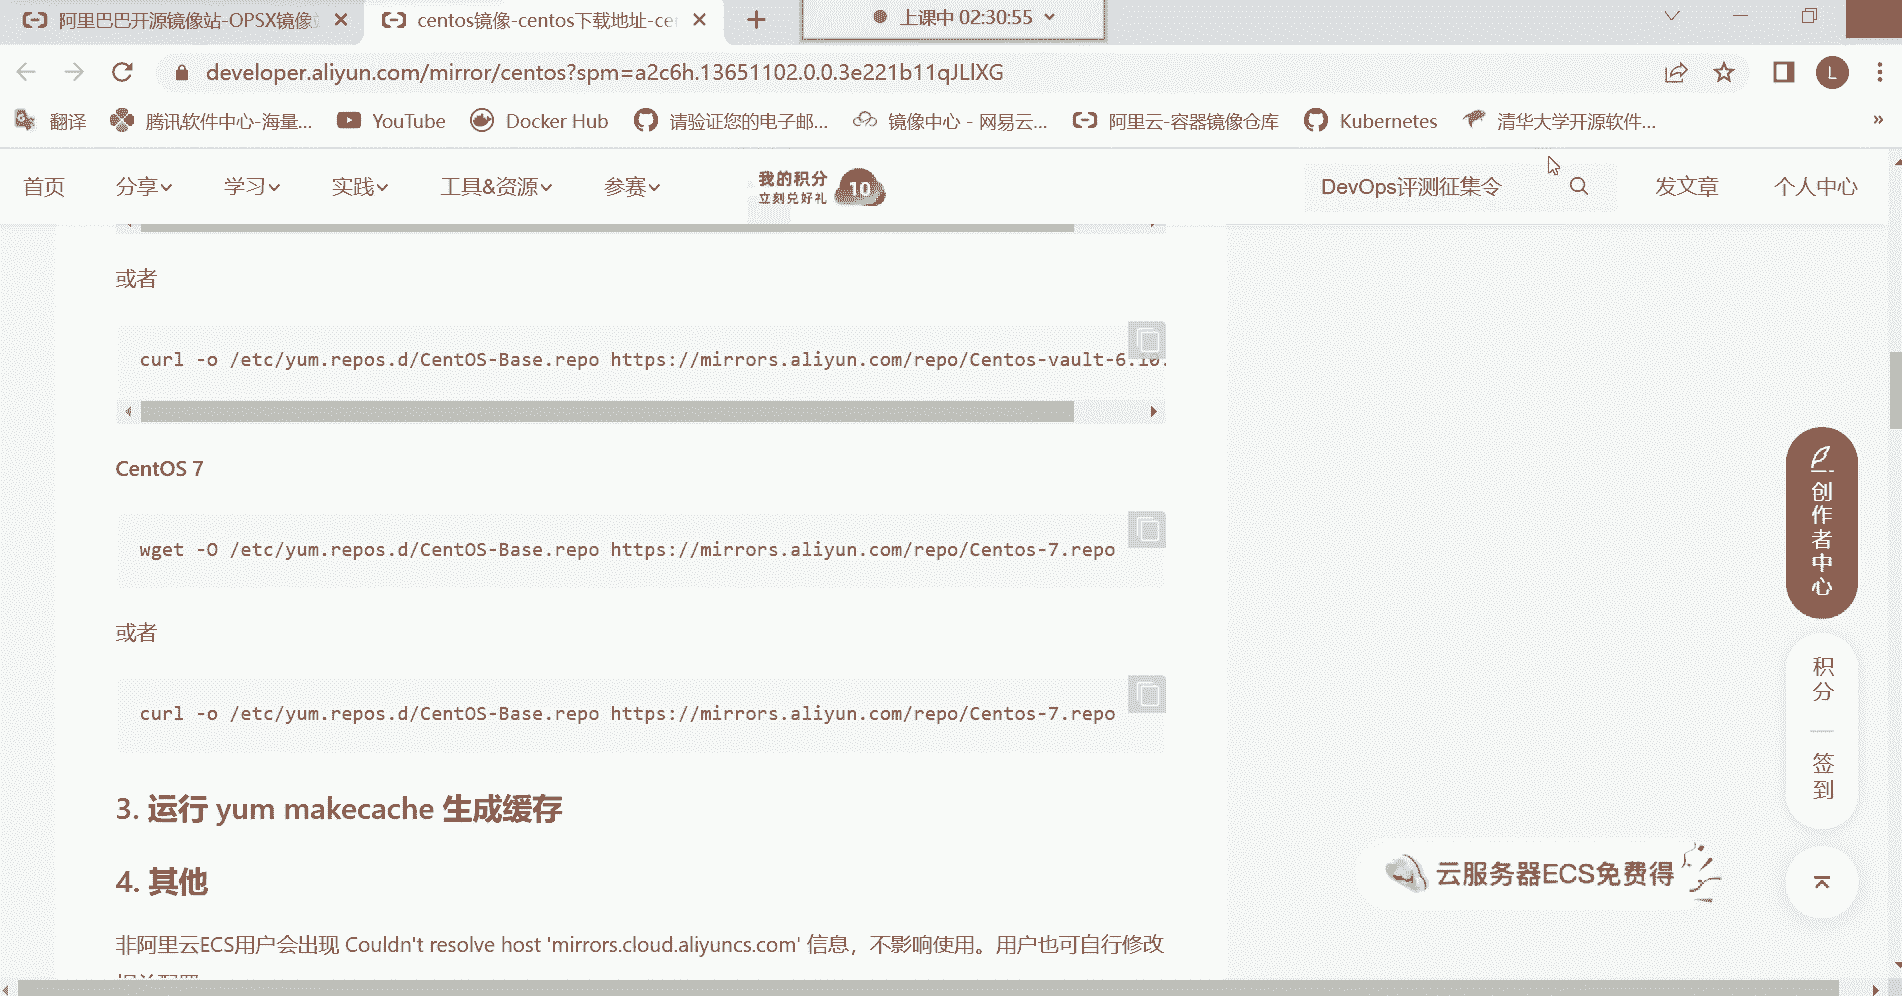 阿里巴巴开源镜像站-OPSX镜像
centos镜像-centos下载地址-ce
上课中 02:30:55
developer.aliyun.com/mirror/centos?spm=a2c6h.13651102.0.0.3e221b11qJLlXG
L
翻译
腾讯软件中心-海量...
YouTube
Docker Hub
请验证您的电子邮...
镜像中心 - 网易云...
阿里云-容器镜像仓库
Kubernetes
清华大学开源软件...
»
首页
分享
学习
实践
工具&资源
参赛
我的积分
立刻兑好礼
10
DevOps评测征集令
发文章
个人中心
或者
curl -o /etc/yum.repos.d/CentOS-Base.repo https://mirrors.aliyun.com/repo/Centos-vault-6.10.
CentOS 7
wget -O /etc/yum.repos.d/CentOS-Base.repo https://mirrors.aliyun.com/repo/Centos-7.repo
或者
curl -o /etc/yum.repos.d/CentOS-Base.repo https://mirrors.aliyun.com/repo/Centos-7.repo
3. 运行 yum makecache 生成缓存
4. 其他
非阿里云ECS用户会出现 Couldn't resolve host 'mirrors.cloud.aliyuncs.com' 信息，不影响使用。用户也可自行修改
创作者中心
积分
签到
云服务器ECS免费得